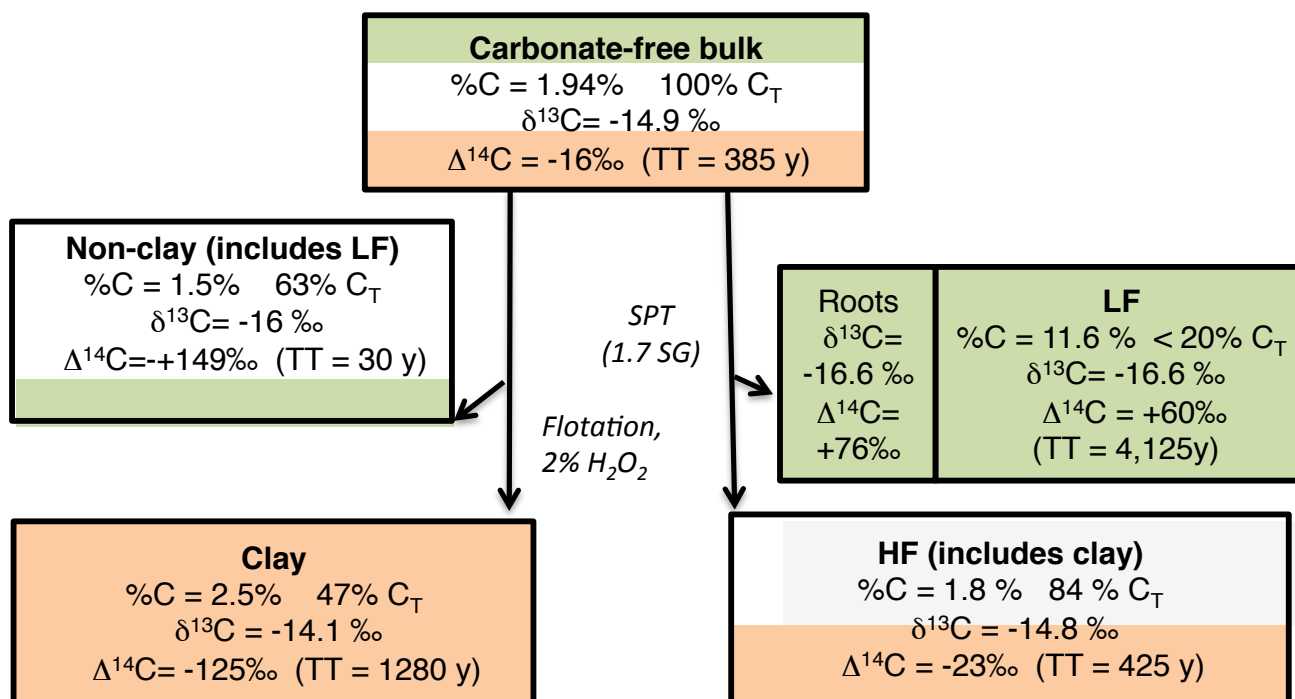 Carbonate-free bulk
%C = 1.94% 100% C_T
δ¹³C= -14.9 ‰
Δ¹⁴C = -16‰ (TT = 385 y)
Non-clay (includes LF)
%C = 1.5% 63% C_T
δ¹³C= -16 ‰
Δ¹⁴C=-+149‰ (TT = 30 y)
SPT
(1.7 SG)
Flotation,
2% H₂O₂
Roots
δ¹³C=
-16.6 ‰
Δ¹⁴C=
+76‰
LF
%C = 11.6 % < 20% C_T
δ¹³C= -16.6 ‰
Δ¹⁴C = +60‰
(TT = 4,125y)
Clay
%C = 2.5% 47% C_T
δ¹³C = -14.1 ‰
Δ¹⁴C= -125‰ (TT = 1280 y)
HF (includes clay)
%C = 1.8 % 84 % C_T
δ¹³C = -14.8 ‰
Δ¹⁴C = -23‰ (TT = 425 y)